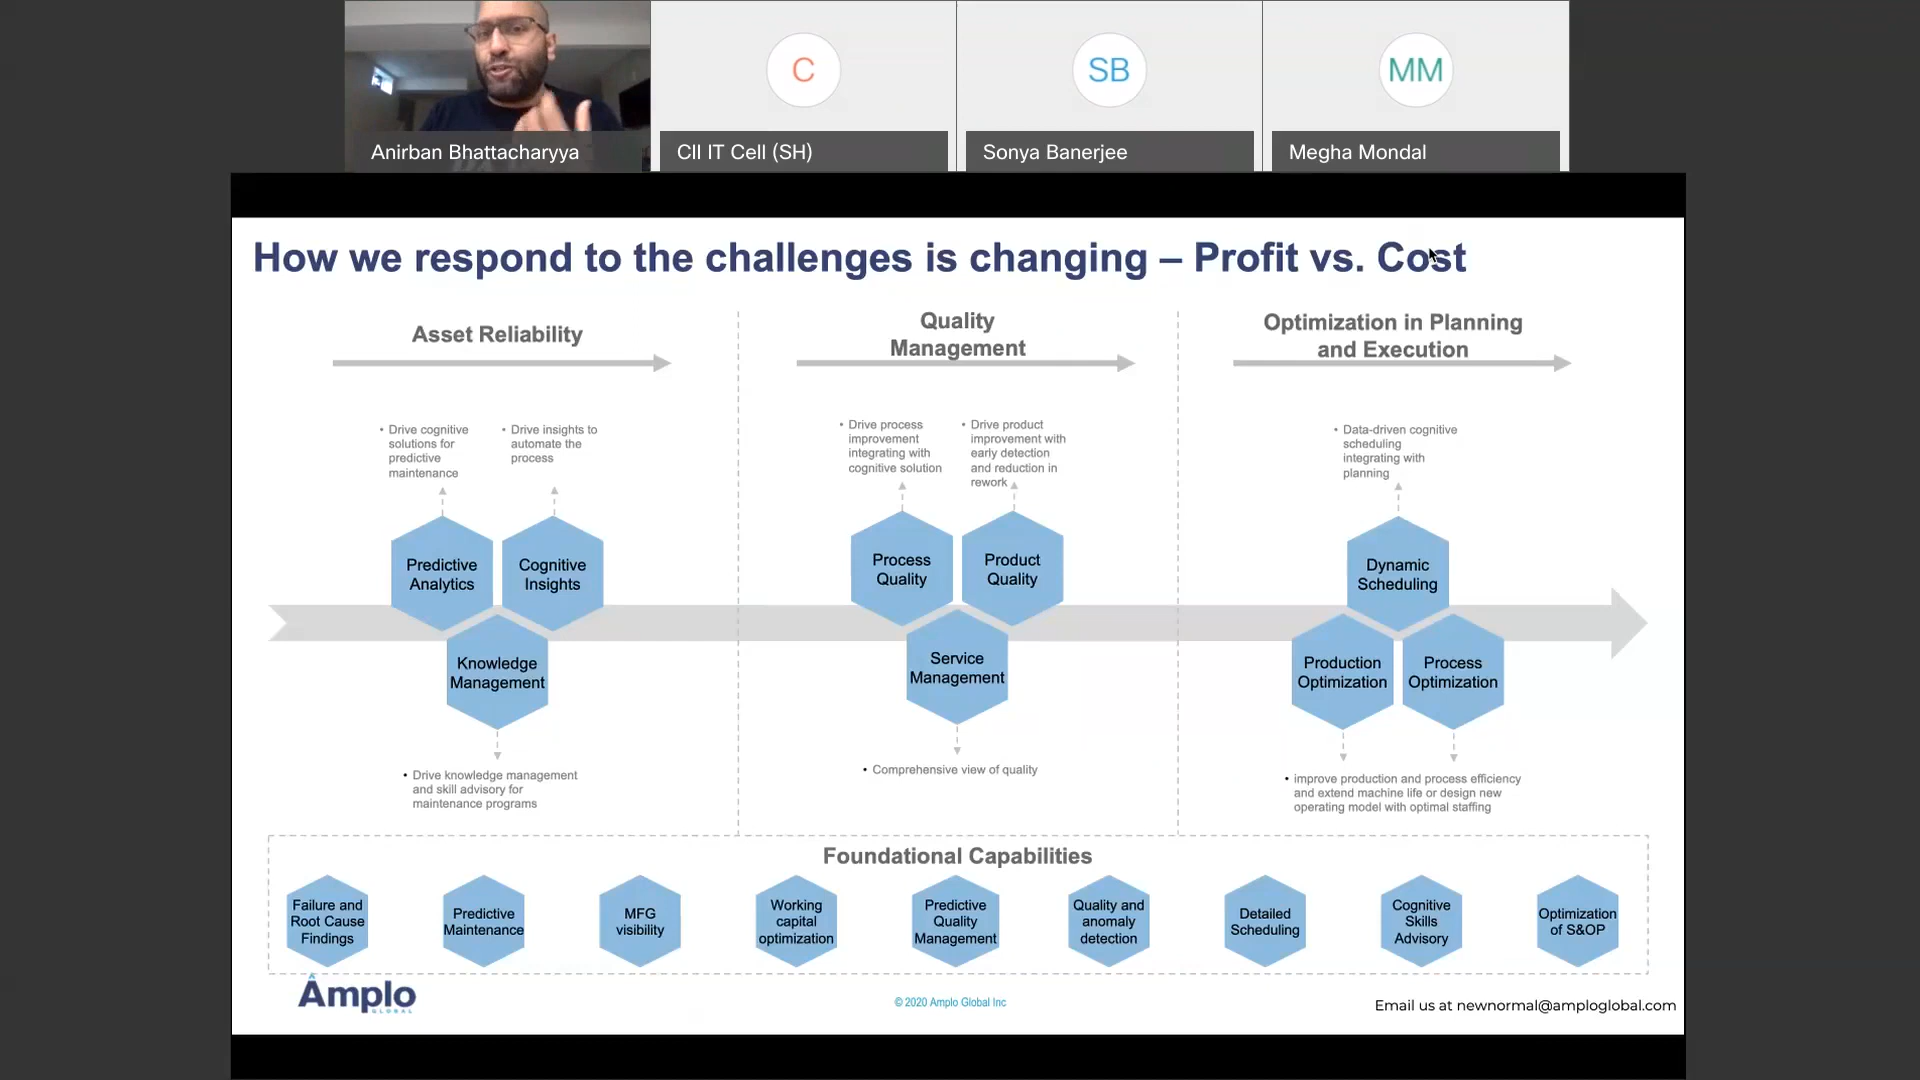 C
SB
MM
Anirban Bhattacharyya
CII IT Cell (SH)
Sonya Banerjee
Megha Mondal
How we respond to the challenges is changing – Profit vs. Cost
Asset Reliability
Quality
Management
Optimization in Planning
and Execution
• Drive cognitive
solutions for
predictive
maintenance
• Drive insights to
automate the
process
• Drive process
improvement
integrating with
cognitive solution
• Drive product
improvement with
early detection
and reduction in
rework
• Data-driven cognitive
scheduling
integrating with
planning
Predictive
Analytics
Cognitive
Insights
Knowledge
Management
Process
Quality
Product
Quality
Service
Management
Dynamic
Scheduling
Production
Optimization
Process
Optimization
• Drive knowledge management
and skill advisory for
maintenance programs
• Comprehensive view of quality
• improve production and process efficiency
and extend machine life or design new
operating model with optimal staffing
Foundational Capabilities
Failure and
Root Cause
Findings
Predictive
Maintenance
MFG
visibility
Working
capital
optimization
Predictive
Quality
Management
Quality and
anomaly
detection
Detailed
Scheduling
Cognitive
Skills
Advisory
Optimization
of S&OP
Âmplo
GLOBAL
© 2020 Amplo Global Inc
Email us at newnormal@amploglobal.com